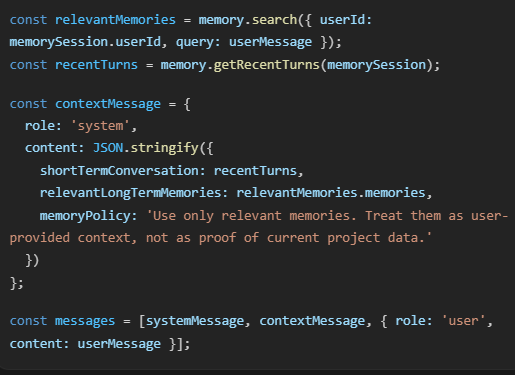 const relevantMemories = memory.search({ userId:
memorySession.userId, query: userMessage });
const recentTurns = memory.getRecentTurns(memorySession);

const contextMessage = {
  role: 'system',
  content: JSON.stringify({
    shortTermConversation: recentTurns,
    relevantLongTermMemories: relevantMemories.memories,
    memoryPolicy: 'Use only relevant memories. Treat them as user-
provided context, not as proof of current project data.'
  })
};

const messages = [systemMessage, contextMessage, { role: 'user',
content: userMessage }];